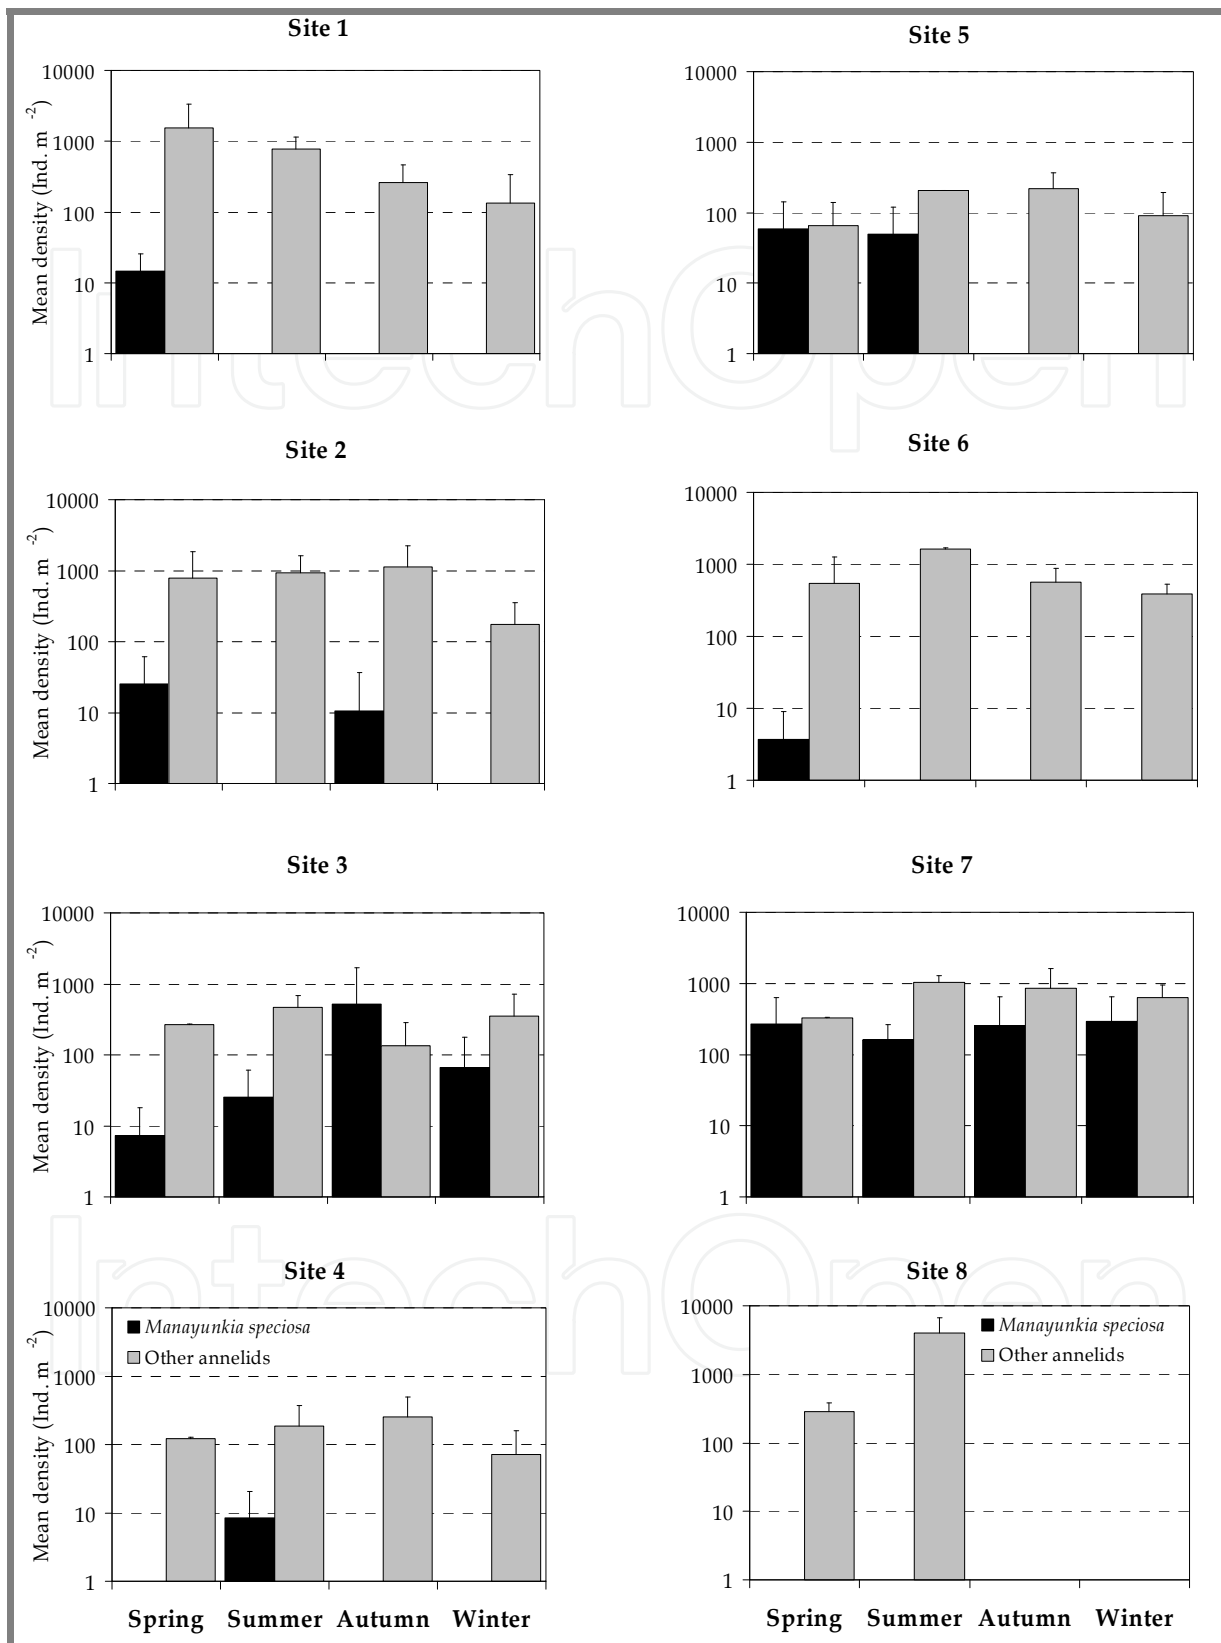 Site 1
Mean density (Ind. m -2)
10000
1000
100
10
1
Site 5
10000
1000
100
10
1
Site 2
Mean density (Ind. m -2)
10000
1000
100
10
1
Site 6
10000
1000
100
10
1
Site 3
Mean density (Ind. m -2)
10000
1000
100
10
1
Site 7
10000
1000
100
10
1
Site 4
Mean density (Ind. m -2)
10000
1000
100
10
1
Manayunkia speciosa
Other annelids
Spring Summer Autumn Winter
Site 8
10000
1000
100
10
1
Manayunkia speciosa
Other annelids
Spring Summer Autumn Winter
IntechOpen
IntechOpen